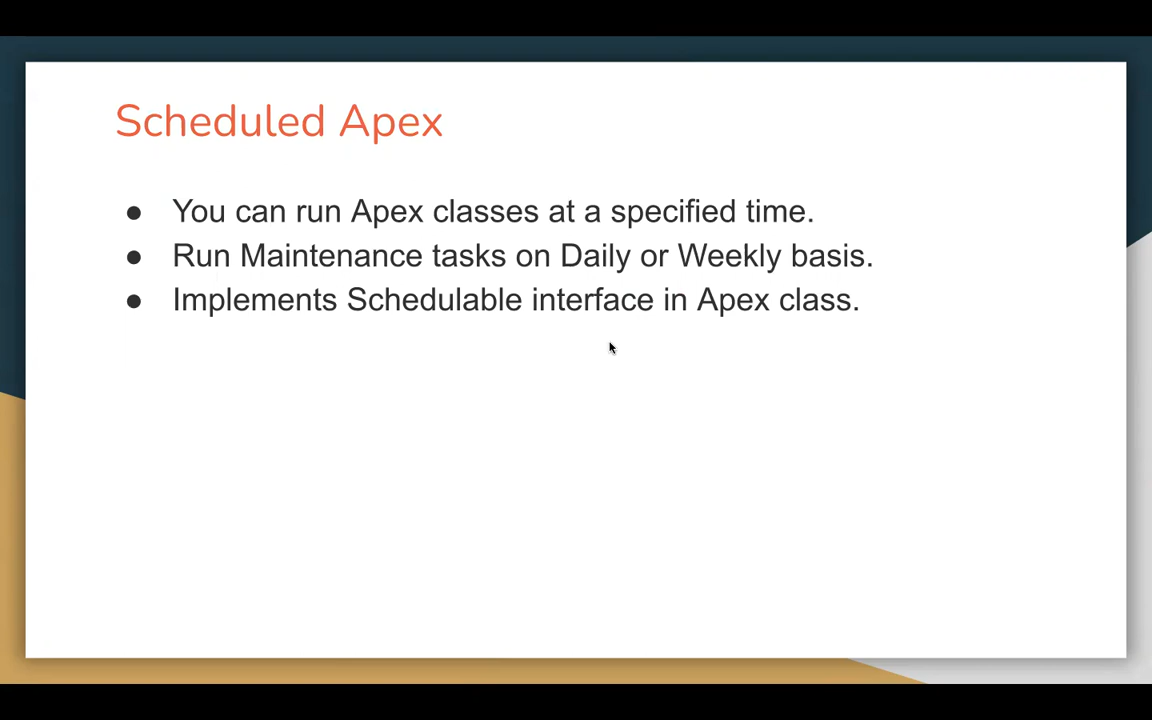 Scheduled Apex
● You can run Apex classes at a specified time.
● Run Maintenance tasks on Daily or Weekly basis.
● Implements Schedulable interface in Apex class.